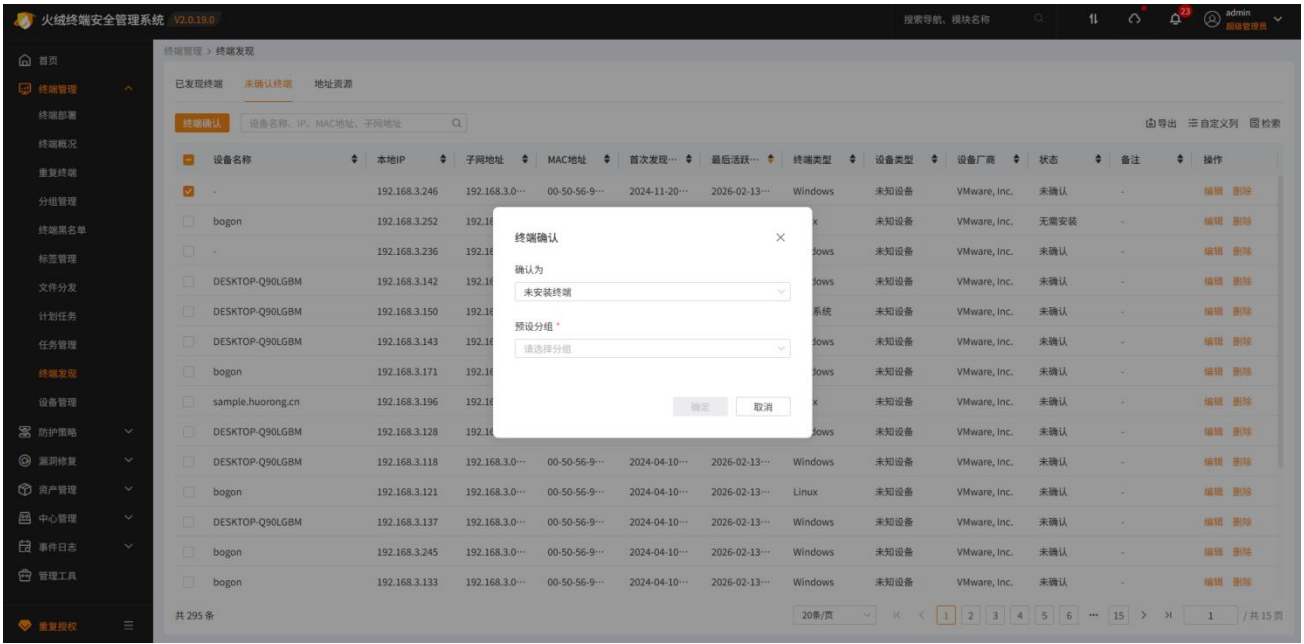 火绒终端安全管理系统 V2.0.19.0 搜索导航、模块名称 23 admin
超级管理员
首页
终端管理
终端部署
终端概况
重复终端
分组管理
终端黑名单
标签管理
文件分发
计划任务
任务管理
终端发现
设备管理
防护策略
漏洞修复
资产管理
中心管理
事件日志
管理工具
重复授权
终端管理 > 终端发现
已发现终端 未确认终端 地址资源
终端确认 设备名称、IP、MAC地址、子网地址 导出 自定义列 检索
设备名称 本地IP 子网地址 MAC地址 首次发现… 最后活跃… 终端类型 设备类型 设备厂商 状态 备注 操作
- 192.168.3.246 192.168.3.0… 00-50-56-9… 2024-11-20… 2026-02-13… Windows 未知设备 VMware, Inc. 未确认 - 编辑 删除
bogon 192.168.3.252 192.16 x 未知设备 VMware, Inc. 无需安装 - 编辑 删除
- 192.168.3.236 192.16 dows 未知设备 VMware, Inc. 未确认 - 编辑 删除
DESKTOP-Q90LGBM 192.168.3.142 192.16 dows 未知设备 VMware, Inc. 未确认 - 编辑 删除
DESKTOP-Q90LGBM 192.168.3.150 192.16 系统 未知设备 VMware, Inc. 未确认 - 编辑 删除
DESKTOP-Q90LGBM 192.168.3.143 192.16 dows 未知设备 VMware, Inc. 未确认 - 编辑 删除
bogon 192.168.3.171 192.16 dows 未知设备 VMware, Inc. 未确认 - 编辑 删除
sample.huorong.cn 192.168.3.196 192.16 x 未知设备 VMware, Inc. 未确认 - 编辑 删除
DESKTOP-Q90LGBM 192.168.3.128 192.16 dows 未知设备 VMware, Inc. 未确认 - 编辑 删除
DESKTOP-Q90LGBM 192.168.3.118 192.168.3.0… 00-50-56-9… 2024-04-10… 2026-02-13… Windows 未知设备 VMware, Inc. 未确认 - 编辑 删除
bogon 192.168.3.121 192.168.3.0… 00-50-56-9… 2024-04-10… 2026-02-13… Linux 未知设备 VMware, Inc. 未确认 - 编辑 删除
DESKTOP-Q90LGBM 192.168.3.137 192.168.3.0… 00-50-56-9… 2024-04-10… 2026-02-13… Windows 未知设备 VMware, Inc. 未确认 - 编辑 删除
bogon 192.168.3.245 192.168.3.0… 00-50-56-9… 2024-04-10… 2026-02-13… Windows 未知设备 VMware, Inc. 未确认 - 编辑 删除
bogon 192.168.3.133 192.168.3.0… 00-50-56-9… 2024-04-10… 2026-02-13… Windows 未知设备 VMware, Inc. 未确认 - 编辑 删除
共 295 条 20条/页 1 2 3 4 5 6 ••• 15 1 / 共 15 页
终端确认
确认为
未安装终端
预设分组 *
请选择分组
确定 取消